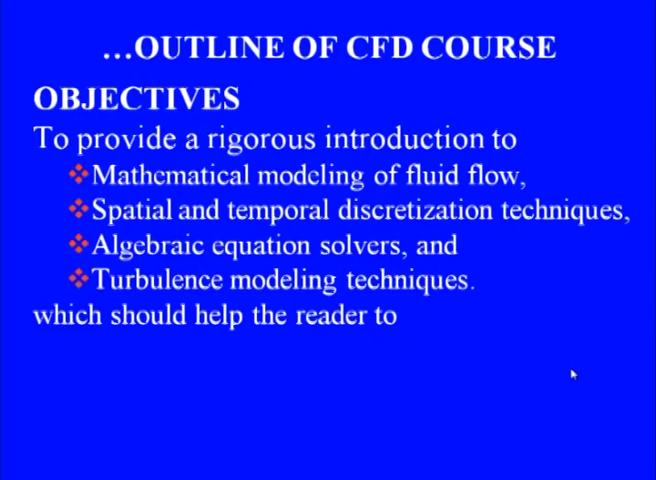 ...OUTLINE OF CFD COURSE
OBJECTIVES
To provide a rigorous introduction to
❖Mathematical modeling of fluid flow,
❖Spatial and temporal discretization techniques,
❖Algebraic equation solvers, and
❖Turbulence modeling techniques.
which should help the reader to